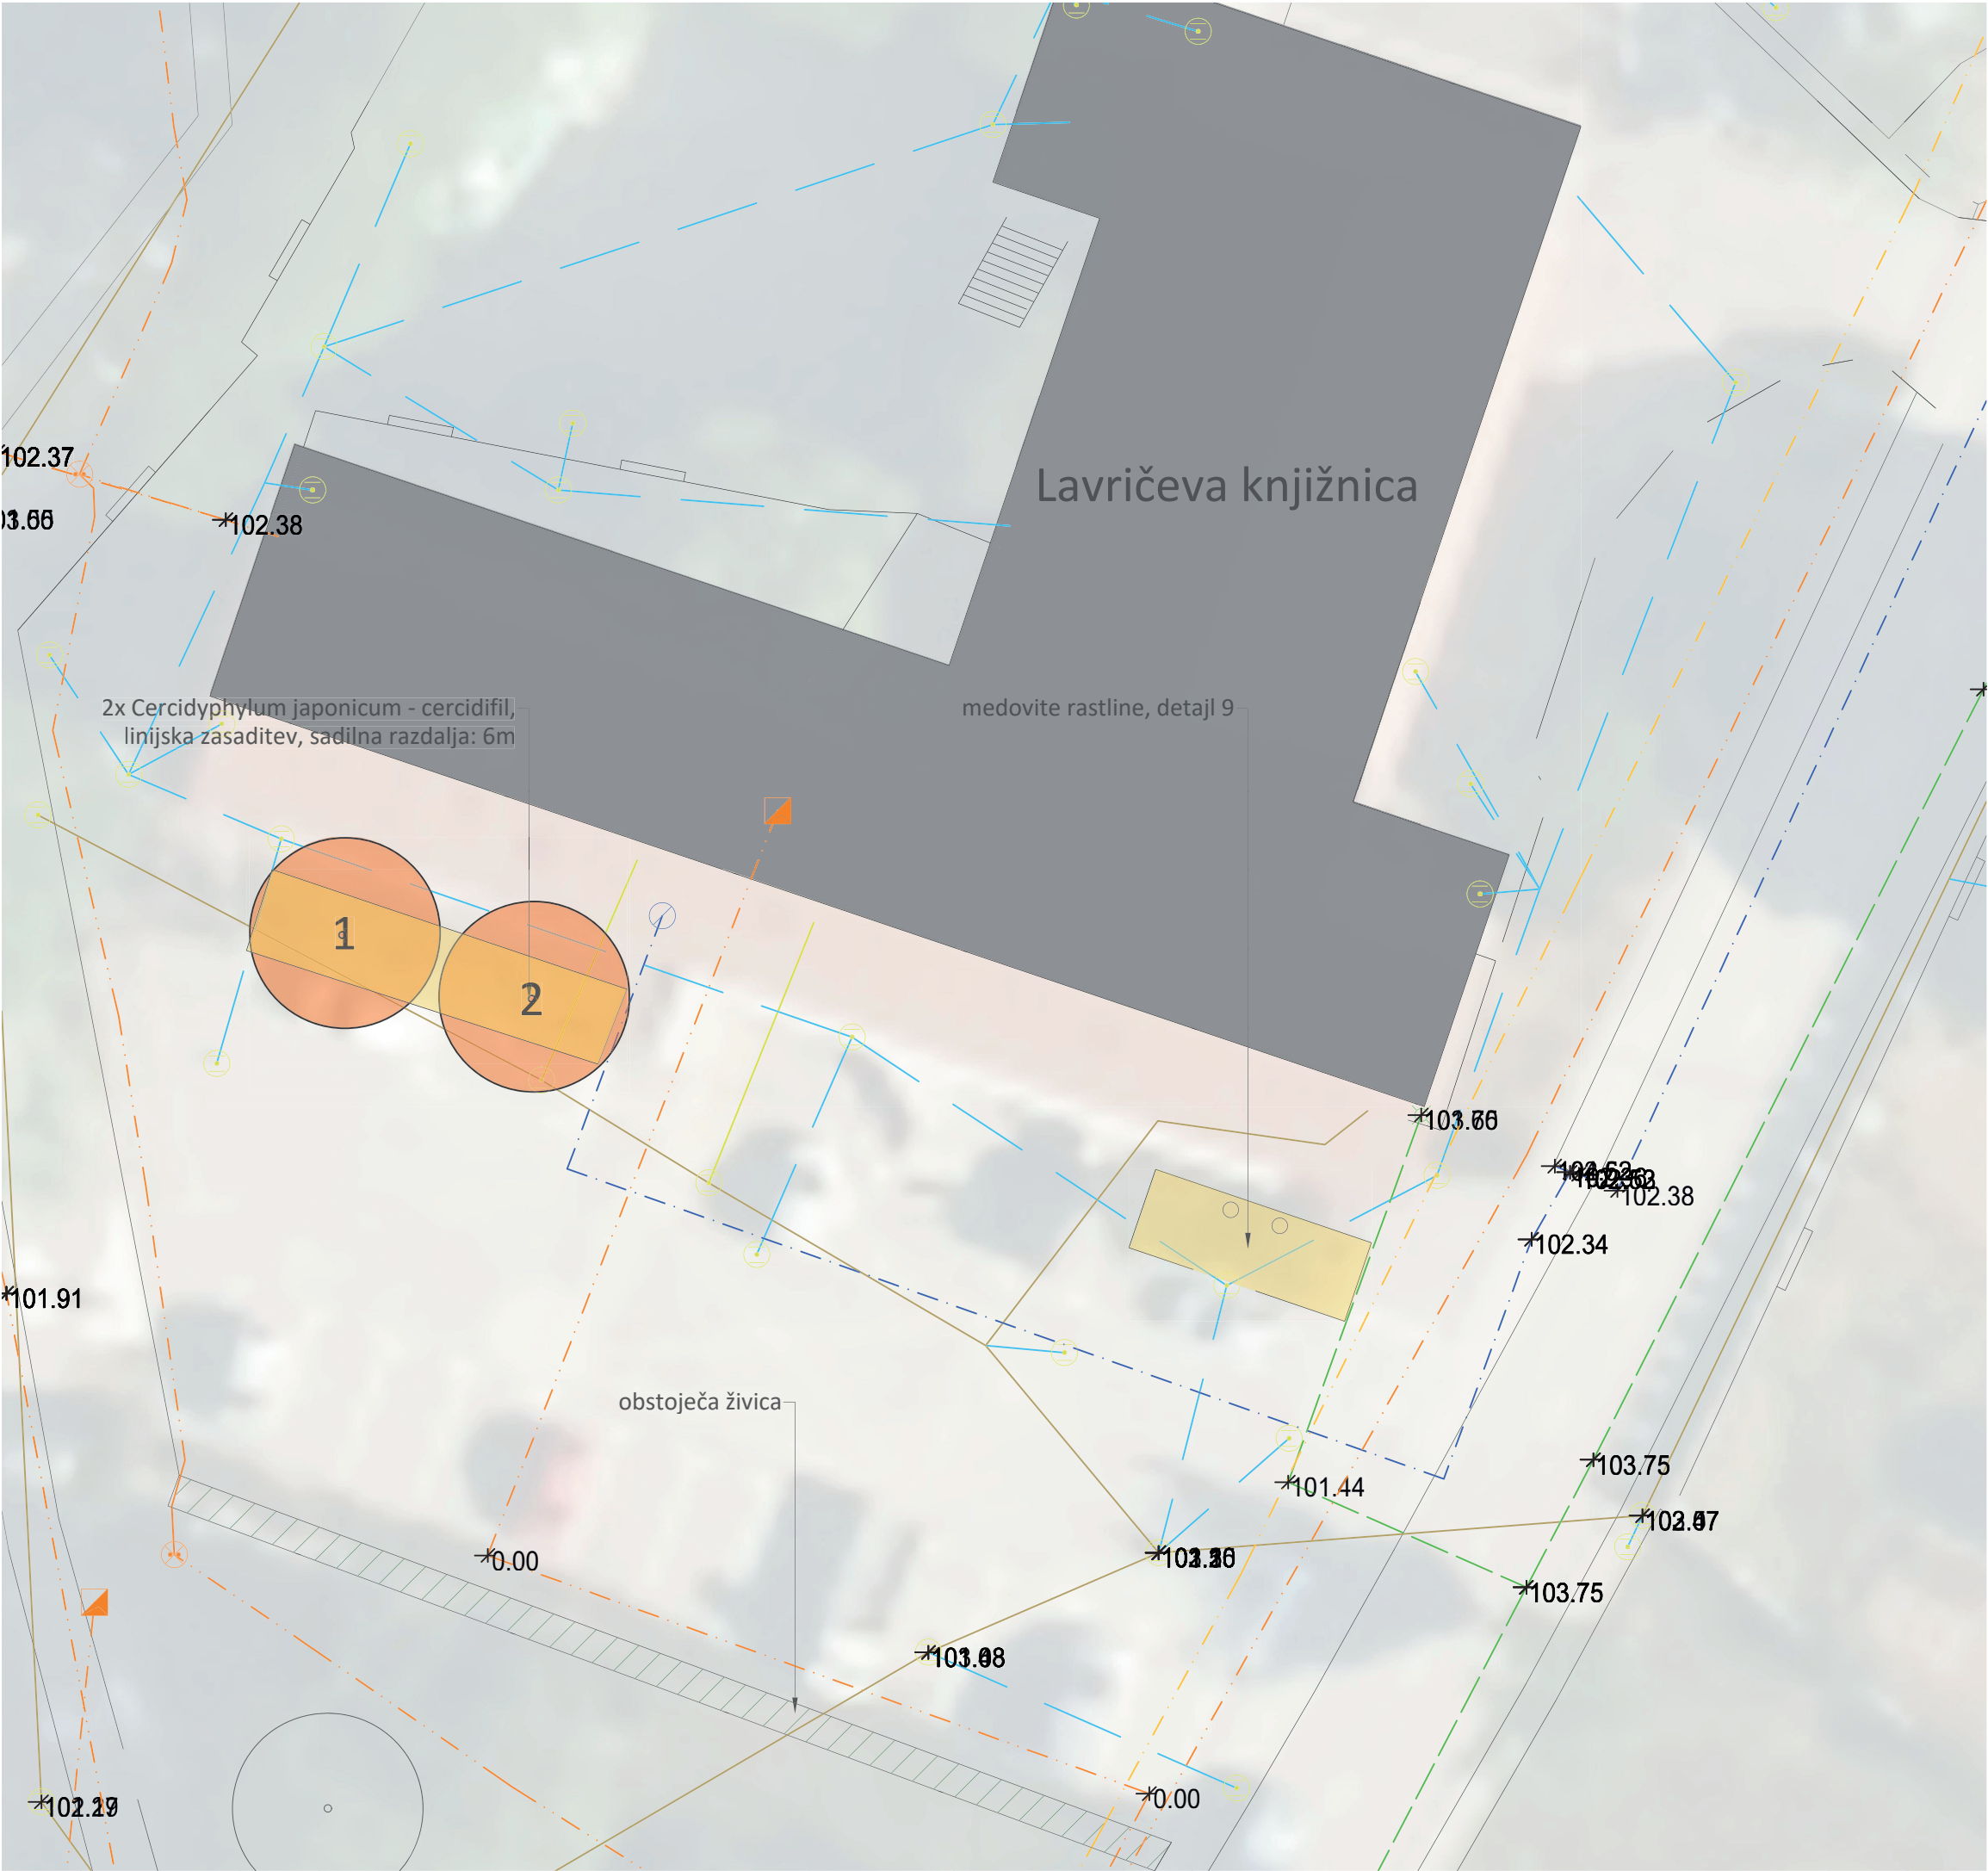 Lavričeva knjižnica
102.37
102.38
2x Cercidyphylum japonicum - cercidifil,
linijska zasaditev, sadilna razdalja: 6m
medovite rastline, detajl 9
1
2
102.38
102.34
101.91
obstoječa živica
103.75
101.44
0.00
103.75
0.00